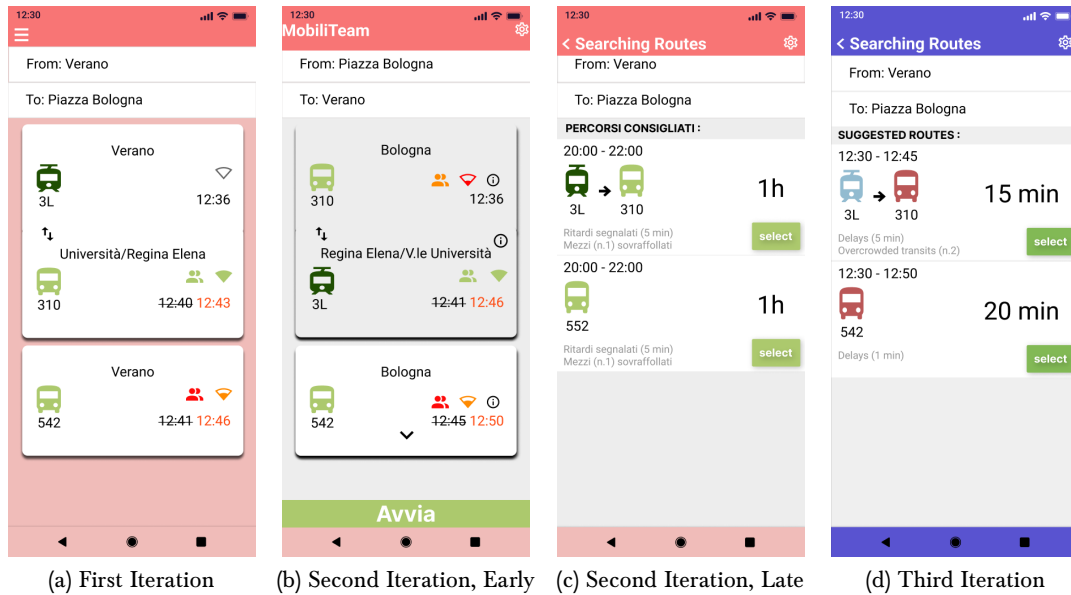 12:30
From: Verano
To: Piazza Bologna
Verano
3L
12:36
Università/Regina Elena
310
12:40 12:43
Verano
542
12:41 12:46
(a) First Iteration
12:30
MobiliTeam
From: Piazza Bologna
To: Verano
Bologna
310
12:36
Regina Elena/V.le Università
3L
12:41 12:46
Bologna
542
12:45 12:50
Avvia
(b) Second Iteration, Early
12:30
< Searching Routes
From: Verano
To: Piazza Bologna
PERCORSI CONSIGLIATI :
20:00 - 22:00
3L
310
1h
Ritardi segnalati (5 min)
Mezzi (n.1) sovraffollati
select
20:00 - 22:00
552
1h
Ritardi segnalati (5 min)
Mezzi (n.1) sovraffollati
select
(c) Second Iteration, Late
12:30
< Searching Routes
From: Verano
To: Piazza Bologna
SUGGESTED ROUTES :
12:30 - 12:45
3L
310
15 min
Delays (5 min)
Overcrowded transits (n.2)
select
12:30 - 12:50
542
20 min
Delays (1 min)
select
(d) Third Iteration